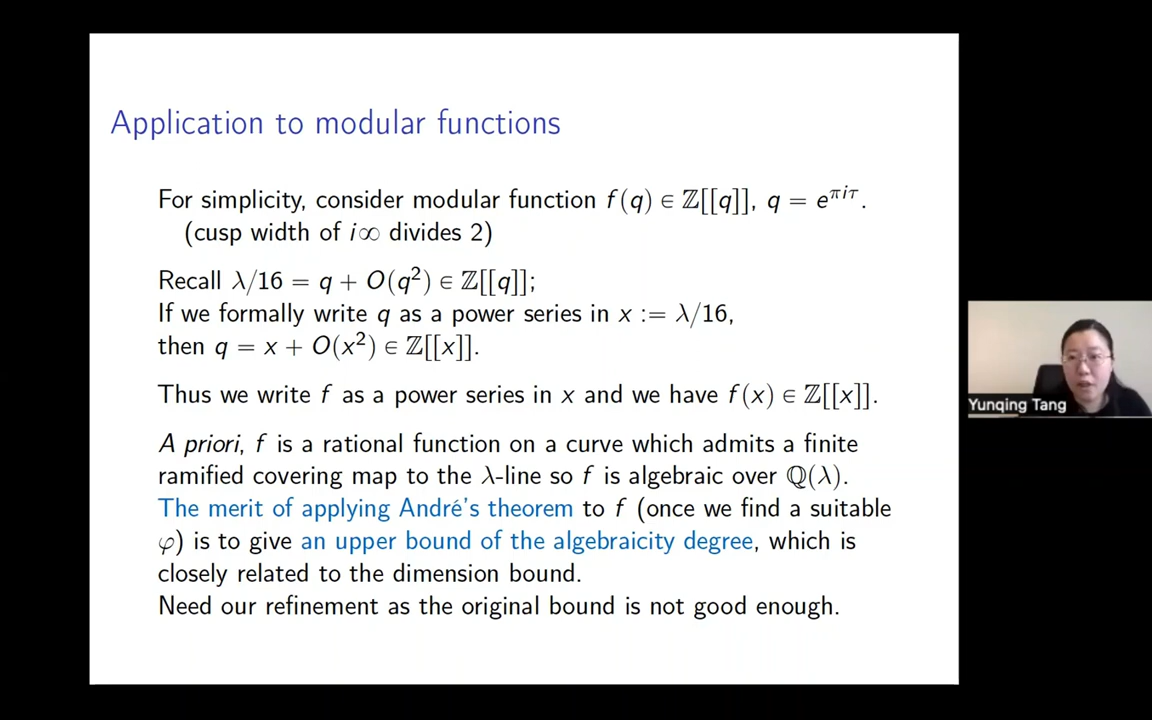 Application to modular functions
For simplicity, consider modular function f(q) ∈ ℤ[[q]], q = e^{πiτ}.
(cusp width of i∞ divides 2)
Recall λ/16 = q + O(q²) ∈ ℤ[[q]];
If we formally write q as a power series in x := λ/16,
then q = x + O(x²) ∈ ℤ[[x]].
Thus we write f as a power series in x and we have f(x) ∈ ℤ[[x]].
A priori, f is a rational function on a curve which admits a finite
ramified covering map to the λ-line so f is algebraic over ℚ(λ).
The merit of applying André's theorem to f (once we find a suitable
φ) is to give an upper bound of the algebraicity degree, which is
closely related to the dimension bound.
Need our refinement as the original bound is not good enough.
Yunqing Tang